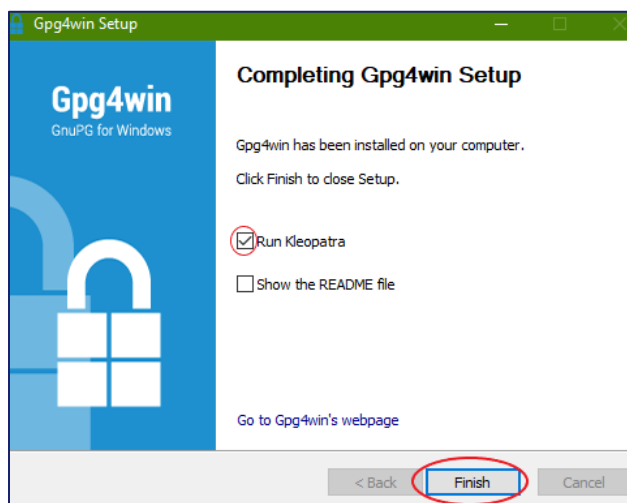 Gpg4win Setup
Gpg4win
GnuPG for Windows
Completing Gpg4win Setup
Gpg4win has been installed on your computer.
Click Finish to close Setup.
Run Kleopatra
Show the README file
Go to Gpg4win's webpage
< Back Finish Cancel